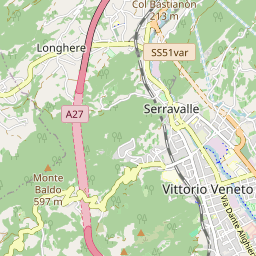 Col Bastianon
213 m
Longhere
SS51var
A27
Serravalle
Monte
Baldo
597 m
Vittorio Veneto
Via Dante Alighieri